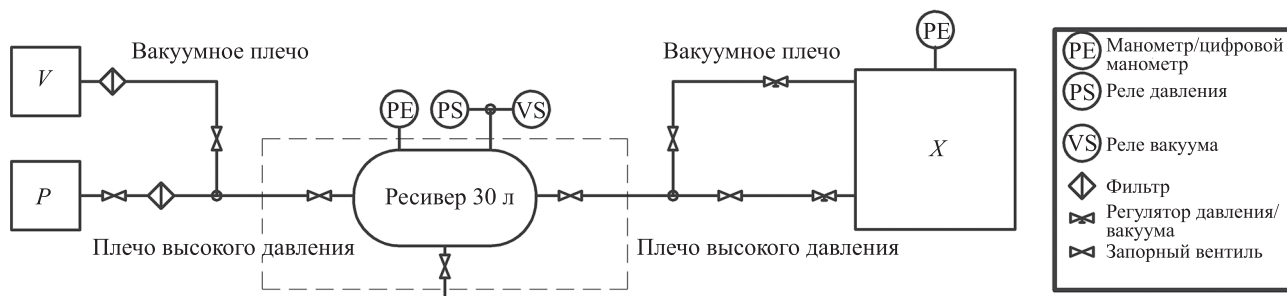 Вакуумное плечо
Вакуумное плечо
V
P
PE
PS
VS
PE
Ресивер 30 л
X
Плечо высокого давления
Плечо высокого давления
PE Манометр/цифровой
манометр
PS Реле давления
VS Реле вакуума
Фильтр
Регулятор давления/
вакуума
Запорный вентиль